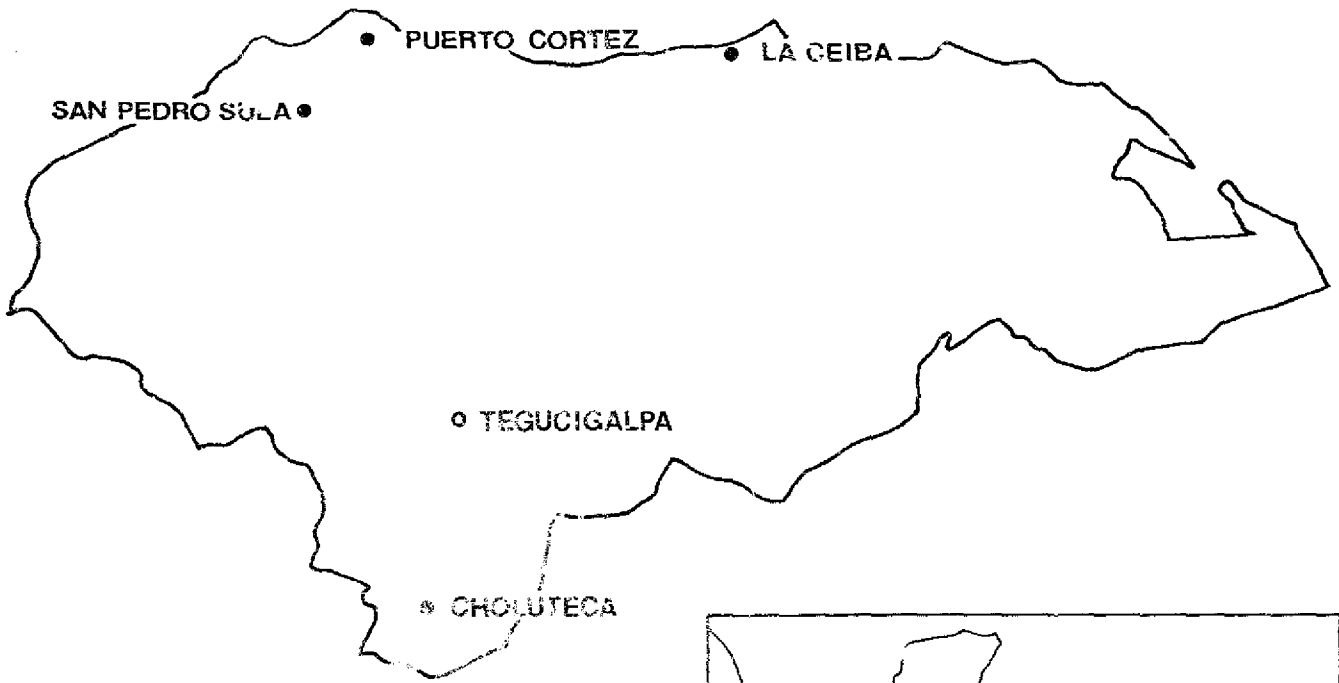 PUERTO CORTEZ
LA CEIBA
SAN PEDRO SULA
TEGUCIGALPA
CHOLUTECA